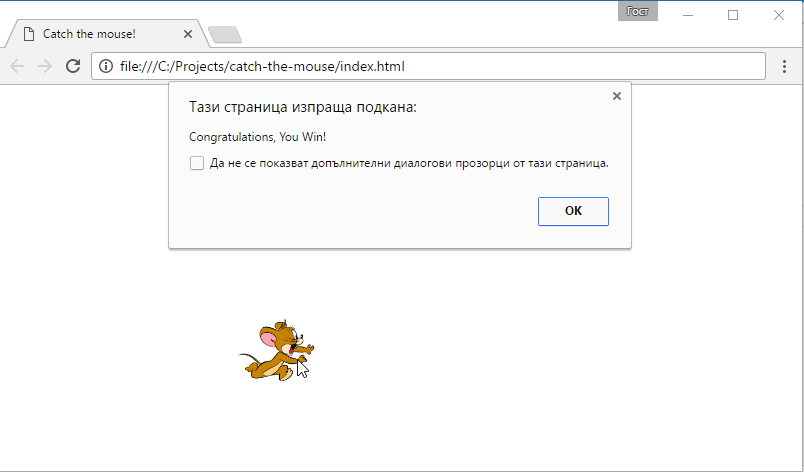 Гост
Catch the mouse!
file:///C:/Projects/catch-the-mouse/index.html
Тази страница изпраща подкана:
Congratulations, You Win!
Да не се показват допълнителни диалогови прозорци от тази страница.
OK